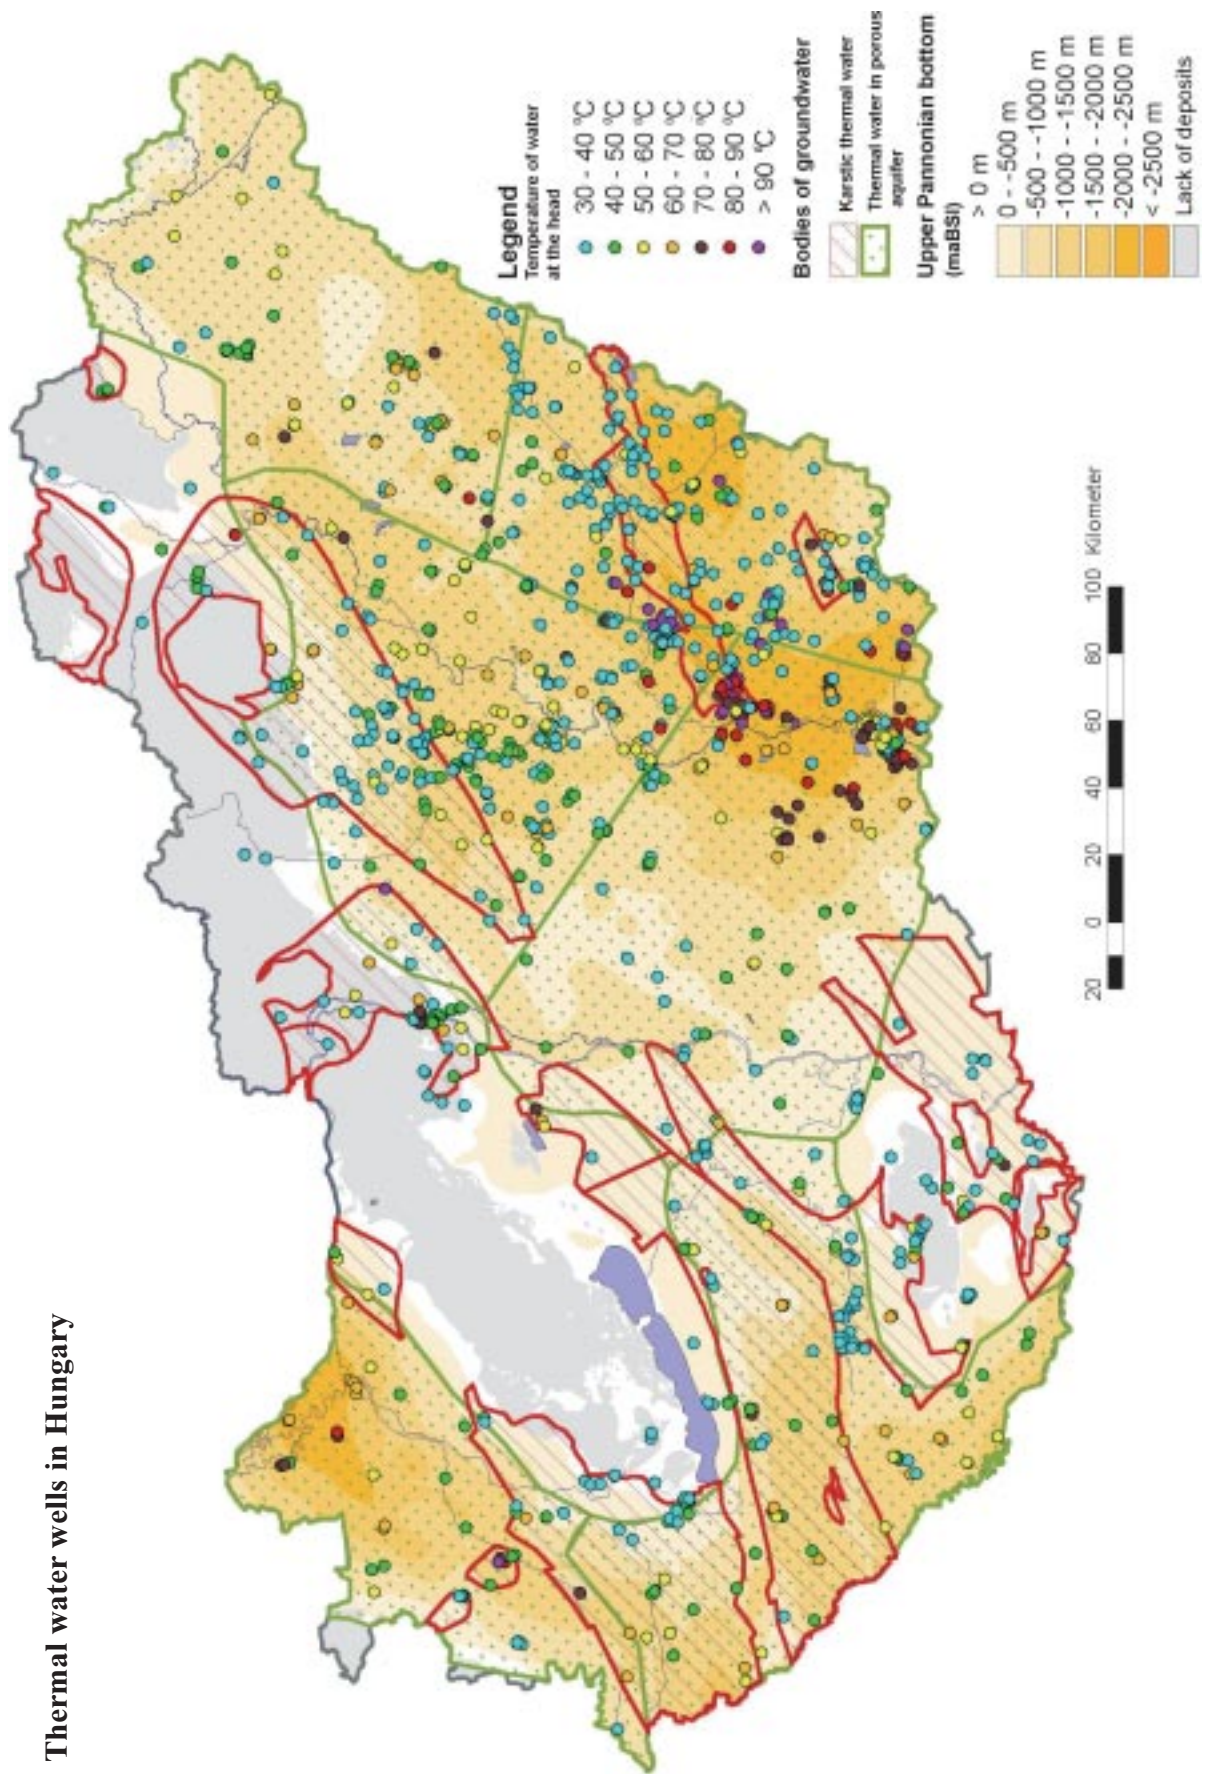 Thermal water wells in Hungary
Legend
Temperature of water
at the head
30 - 40 °C
40 - 50 °C
50 - 60 °C
60 - 70 °C
70 - 80 °C
80 - 90 °C
> 90 °C
Bodies of groundwater
Karstic thermal water
Thermal water in porous
aquifer
Upper Pannonian bottom
(maBSl)
> 0 m
0 - -500 m
-500 - -1000 m
-1000 - -1500 m
-1500 - -2000 m
-2000 - -2500 m
< -2500 m
Lack of deposits
20 0 20 40 60 80 100 Kilometer